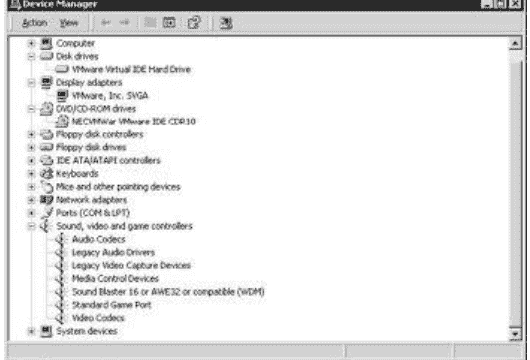 Device Manager
Action View
Computer
Disk drives
VMware Virtual IDE Hard Drive
Display adapters
VMware, Inc. SVGA
DVD/CD-ROM drives
NECVMWar VMware IDE CDR10
Floppy disk controllers
Floppy disk drives
IDE ATA/ATAPI controllers
Keyboards
Mice and other pointing devices
Network adapters
Ports (COM & LPT)
Sound, video and game controllers
Audio Codecs
Legacy Audio Drivers
Legacy Video Capture Devices
Media Control Devices
Sound Blaster 16 or AWE32 or compatible (WDM)
Standard Game Port
Video Codecs
System devices